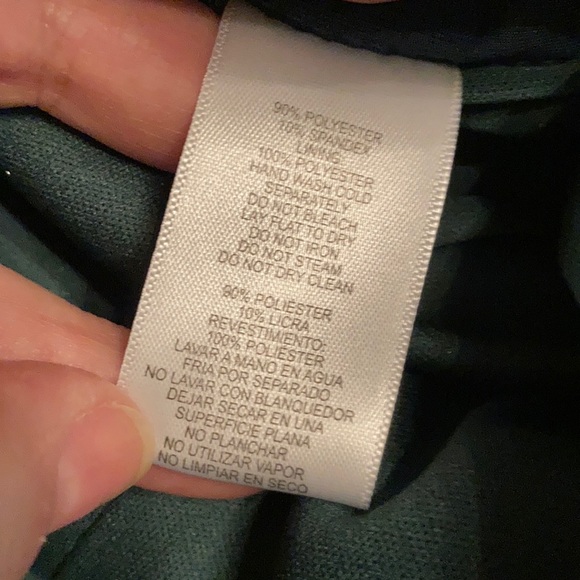 90% POLYESTER
10% SPANDEX
LINING:
100% POLYESTER
HAND WASH COLD
SEPARATELY
DO NOT BLEACH
LAY FLAT TO DRY
DO NOT IRON
DO NOT STEAM
DO NOT DRY CLEAN
90% POLIÉSTER
10% LICRA
REVESTIMIENTO:
100% POLIESTER
LAVAR A MANO EN AGUA
FRIA POR SEPARADO
NO LAVAR CON BLANQUEDOR
DEJAR SECAR EN UNA
SUPERFICIE PLANA
NO PLANCHAR
NO UTILIZAR VAPOR
NO LIMPIAR EN SECO